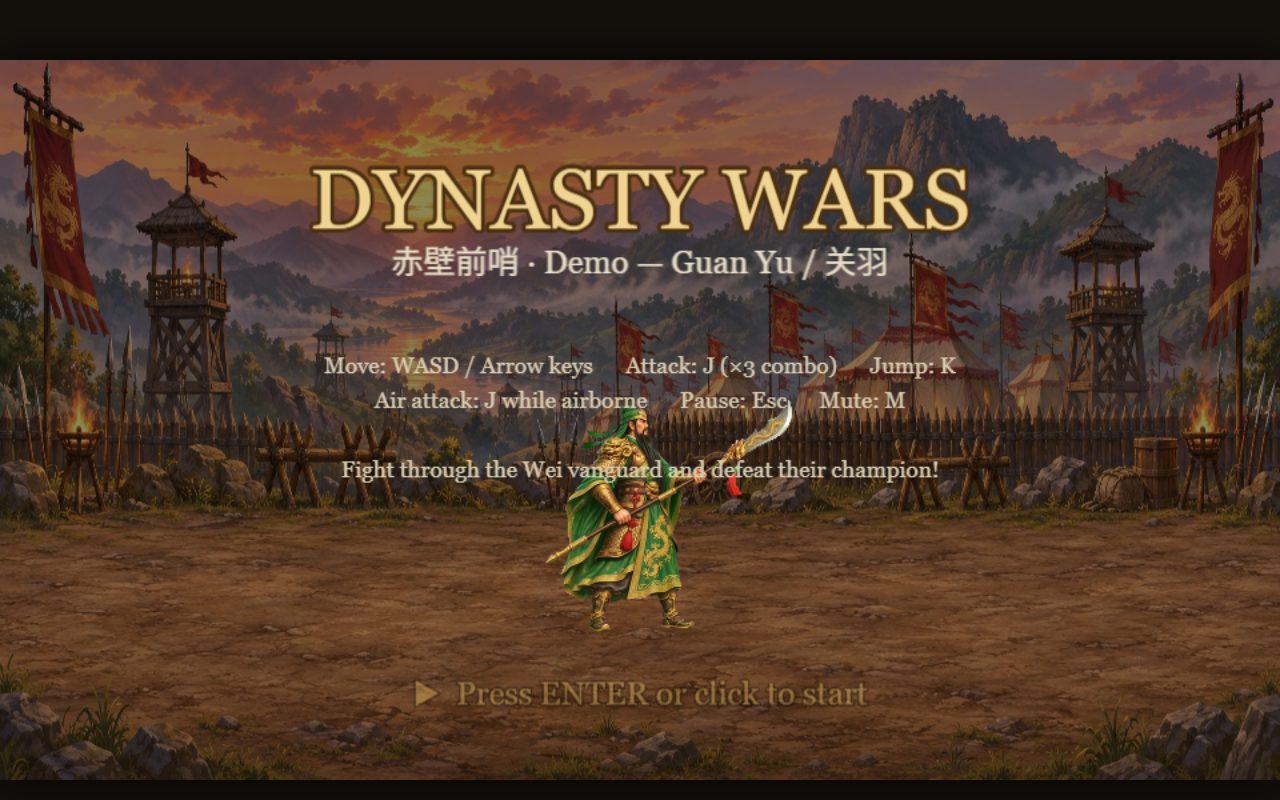 DYNASTY WARS
赤壁前哨 · Demo — Guan Yu / 关羽
Move: WASD / Arrow keys Attack: J (×3 combo) Jump: K
Air attack: J while airborne Pause: Esc Mute: M
Fight through the Wei vanguard and defeat their champion!
▶ Press ENTER or click to start